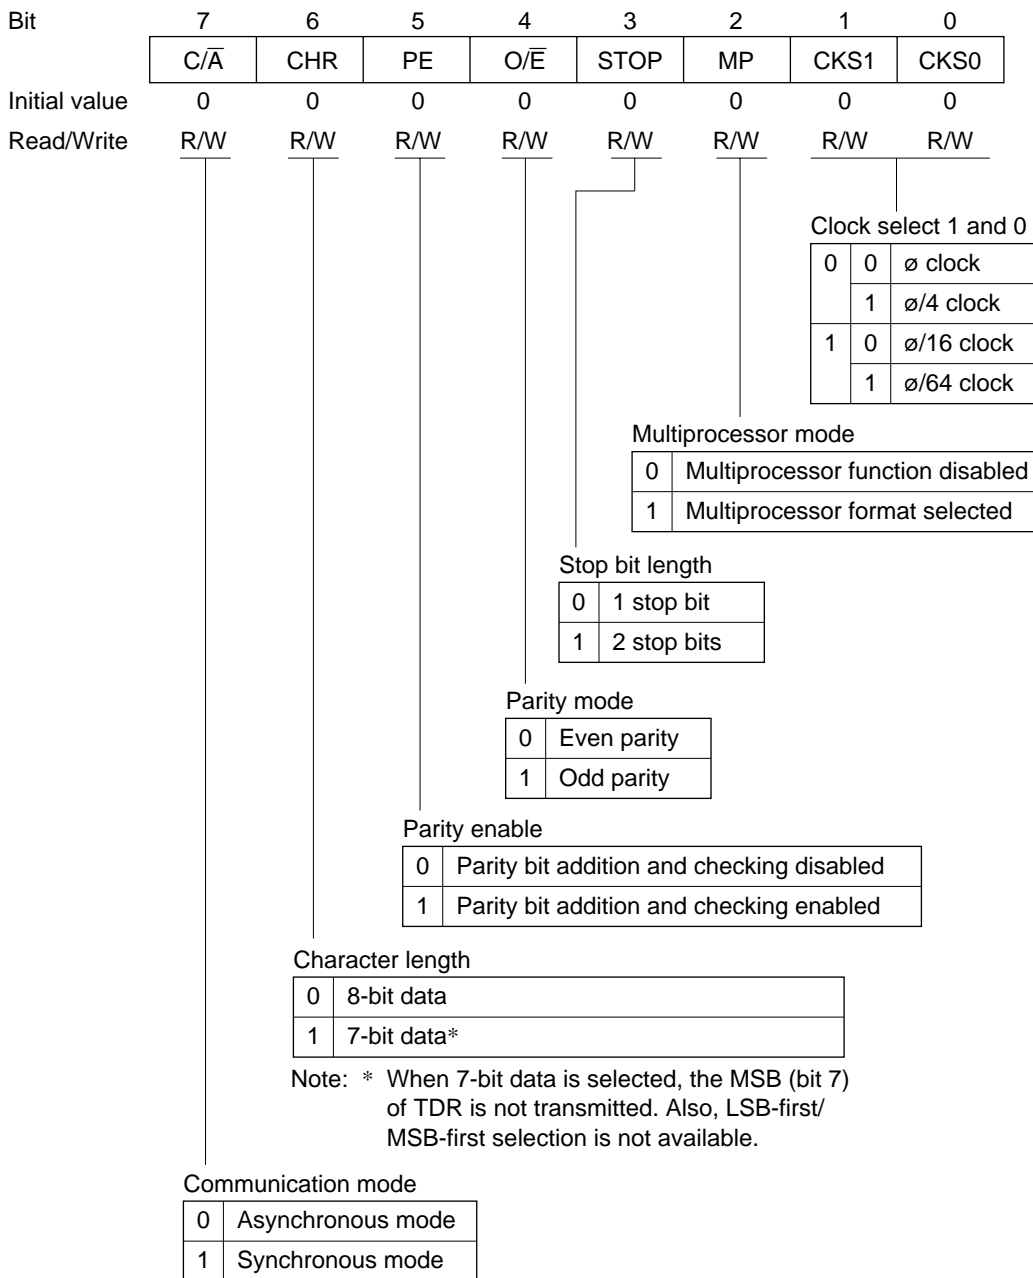 Bit 7 6 5 4 3 2 1 0
C/A̅ CHR PE O/E̅ STOP MP CKS1 CKS0
Initial value 0 0 0 0 0 0 0 0
Read/Write R/W R/W R/W R/W R/W R/W R/W R/W
Clock select 1 and 0
0 0 ø clock
1 ø/4 clock
1 0 ø/16 clock
1 ø/64 clock
Multiprocessor mode
0 Multiprocessor function disabled
1 Multiprocessor format selected
Stop bit length
0 1 stop bit
1 2 stop bits
Parity mode
0 Even parity
1 Odd parity
Parity enable
0 Parity bit addition and checking disabled
1 Parity bit addition and checking enabled
Character length
0 8-bit data
1 7-bit data*
Note: * When 7-bit data is selected, the MSB (bit 7)
of TDR is not transmitted. Also, LSB-first/
MSB-first selection is not available.
Communication mode
0 Asynchronous mode
1 Synchronous mode